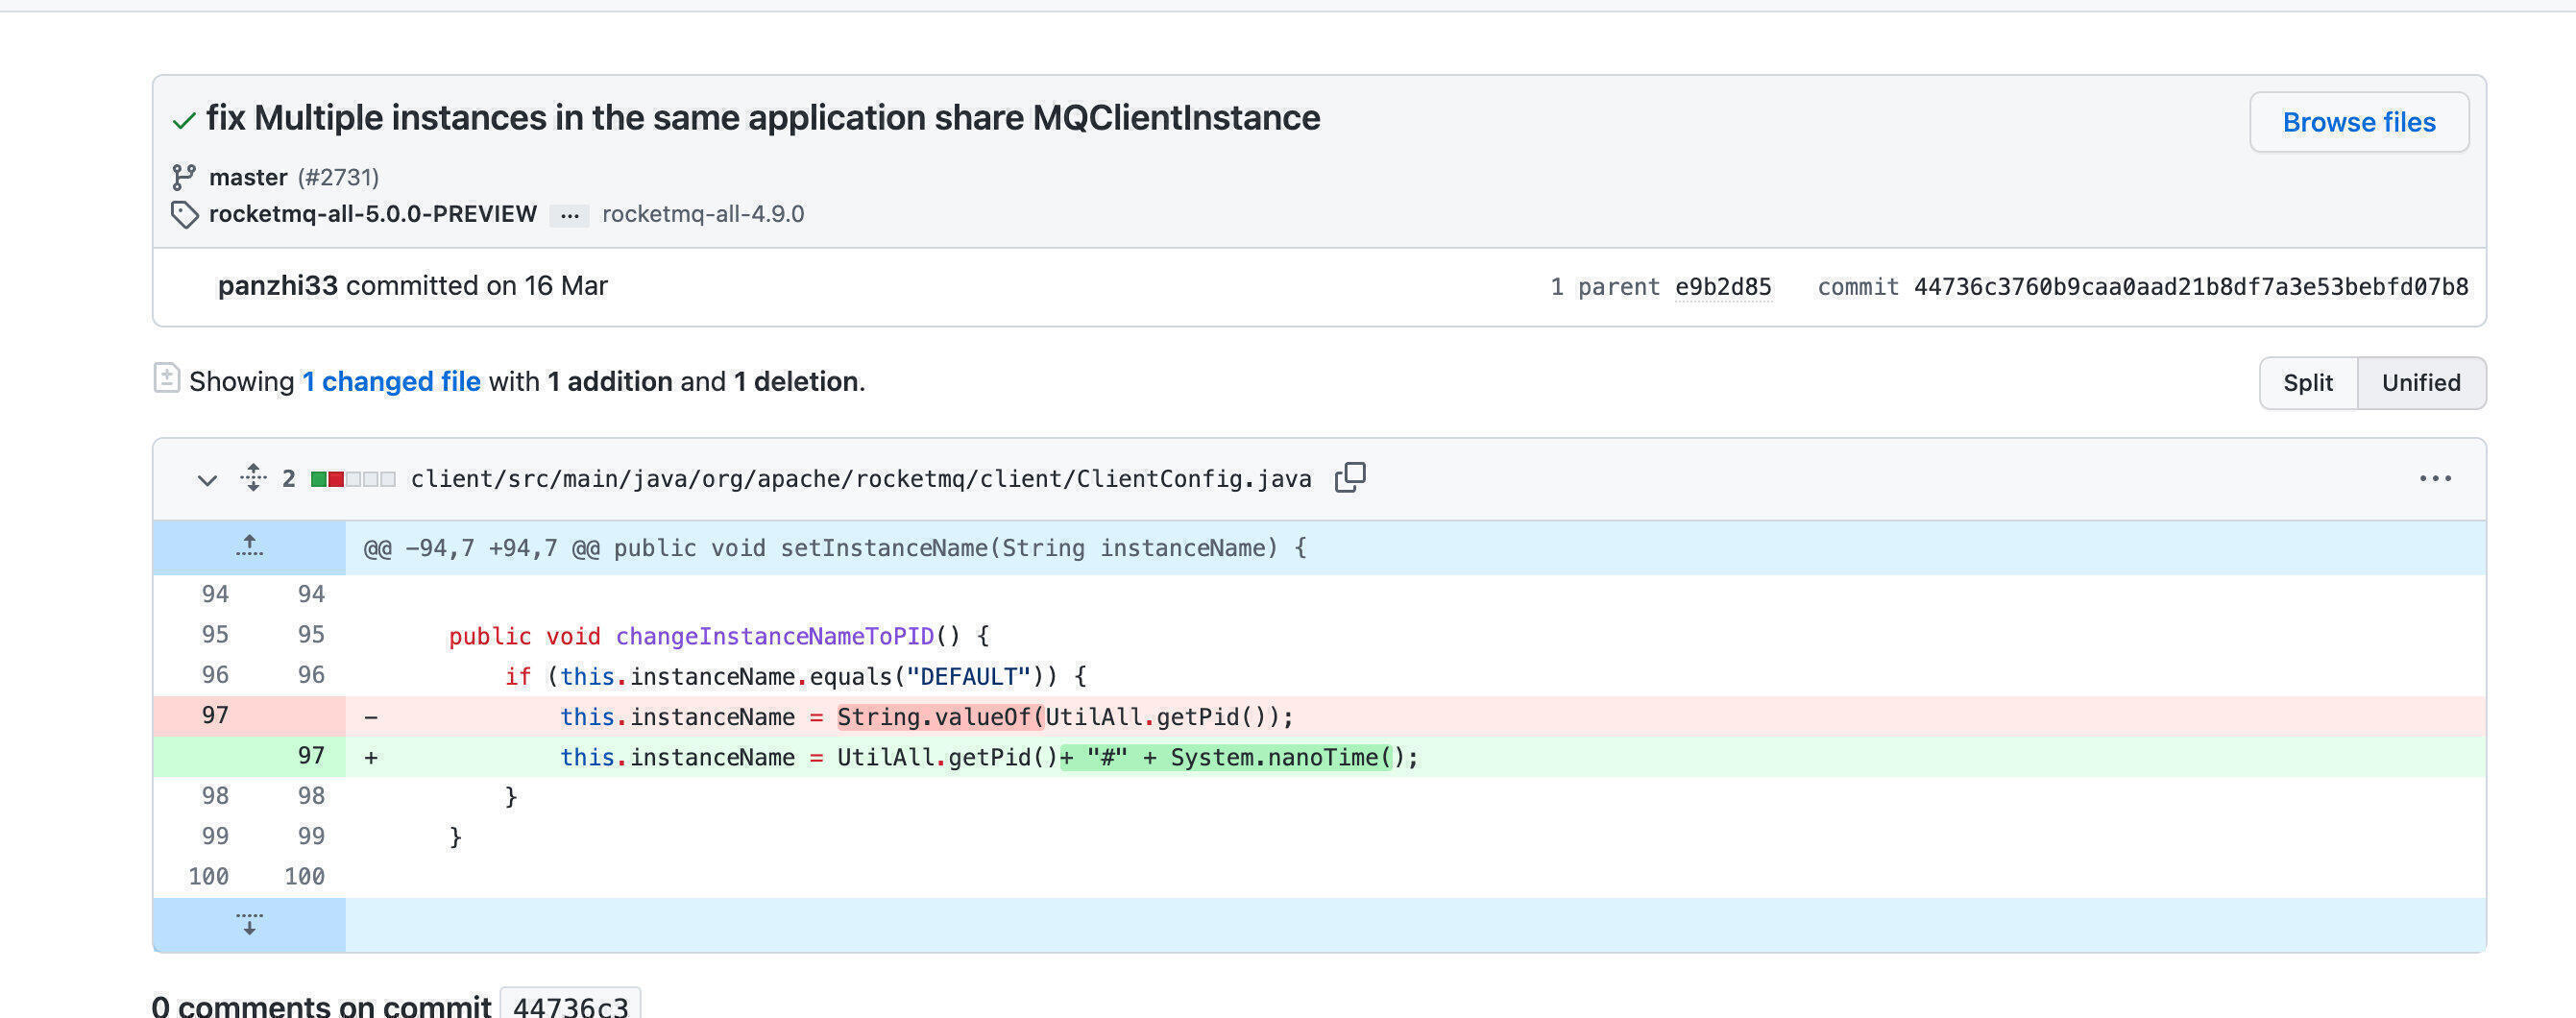 fix Multiple instances in the same application share MQClientInstance
Browse files
master (#2731)
rocketmq-all-5.0.0-PREVIEW ... rocketmq-all-4.9.0
panzhi33 committed on 16 Mar 1 parent e9b2d85 commit 44736c3760b9caa0aad21b8df7a3e53bebfd07b8
Showing 1 changed file with 1 addition and 1 deletion. Split Unified
2 client/src/main/java/org/apache/rocketmq/client/ClientConfig.java
@@ -94,7 +94,7 @@ public void setInstanceName(String instanceName) {
94 94
95 95 public void changeInstanceNameToPID() {
96 96 if (this.instanceName.equals("DEFAULT")) {
97 - this.instanceName = String.valueOf(UtilAll.getPid());
97 + this.instanceName = UtilAll.getPid()+ "#" + System.nanoTime();
98 98 }
99 99 }
100 100
0 comments on commit 44736c3